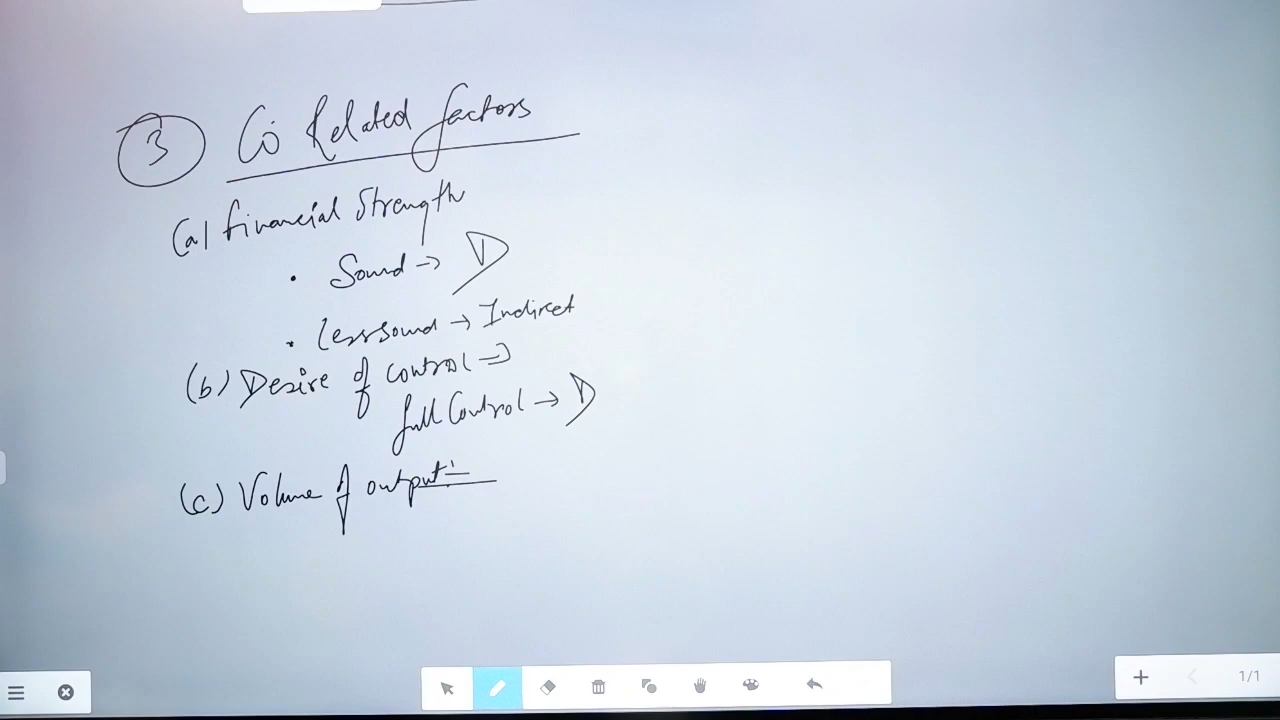 3 Co Related factors
(a) financial Strength
• Sound → D
• less sound → Indirect
(b) Desire of control ⇒
full Control → D
(c) Volume of output :-
1/1